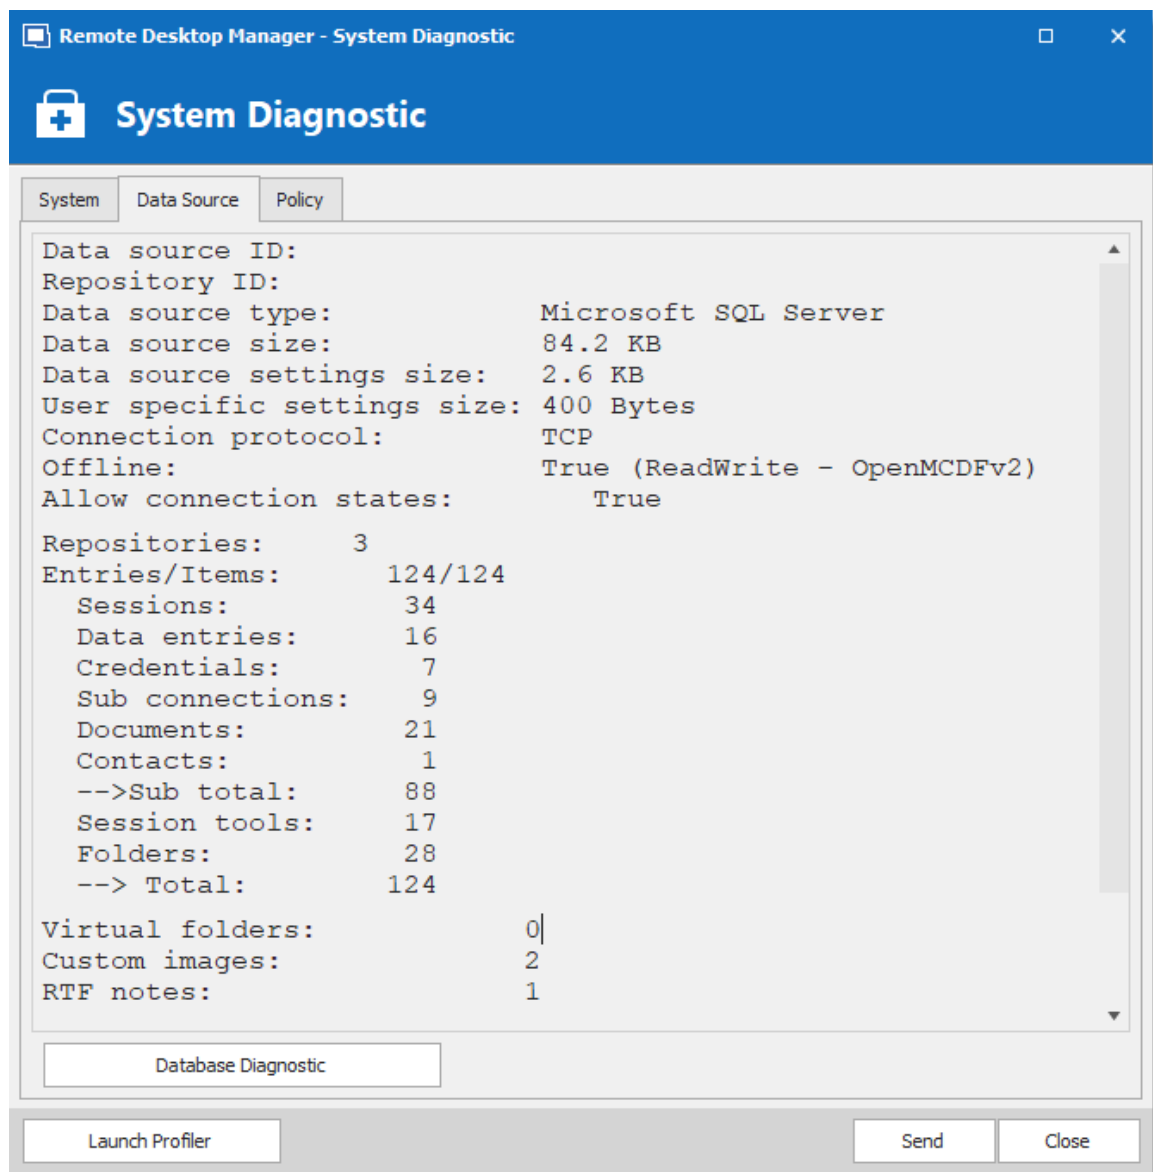 Remote Desktop Manager - System Diagnostic
System Diagnostic
System Data Source Policy
Data source ID:
Repository ID:
Data source type: Microsoft SQL Server
Data source size: 84.2 KB
Data source settings size: 2.6 KB
User specific settings size: 400 Bytes
Connection protocol: TCP
Offline: True (ReadWrite - OpenMCDFv2)
Allow connection states: True
Repositories: 3
Entries/Items: 124/124
Sessions: 34
Data entries: 16
Credentials: 7
Sub connections: 9
Documents: 21
Contacts: 1
-->Sub total: 88
Session tools: 17
Folders: 28
--> Total: 124
Virtual folders: 0
Custom images: 2
RTF notes: 1
Database Diagnostic
Launch Profiler Send Close